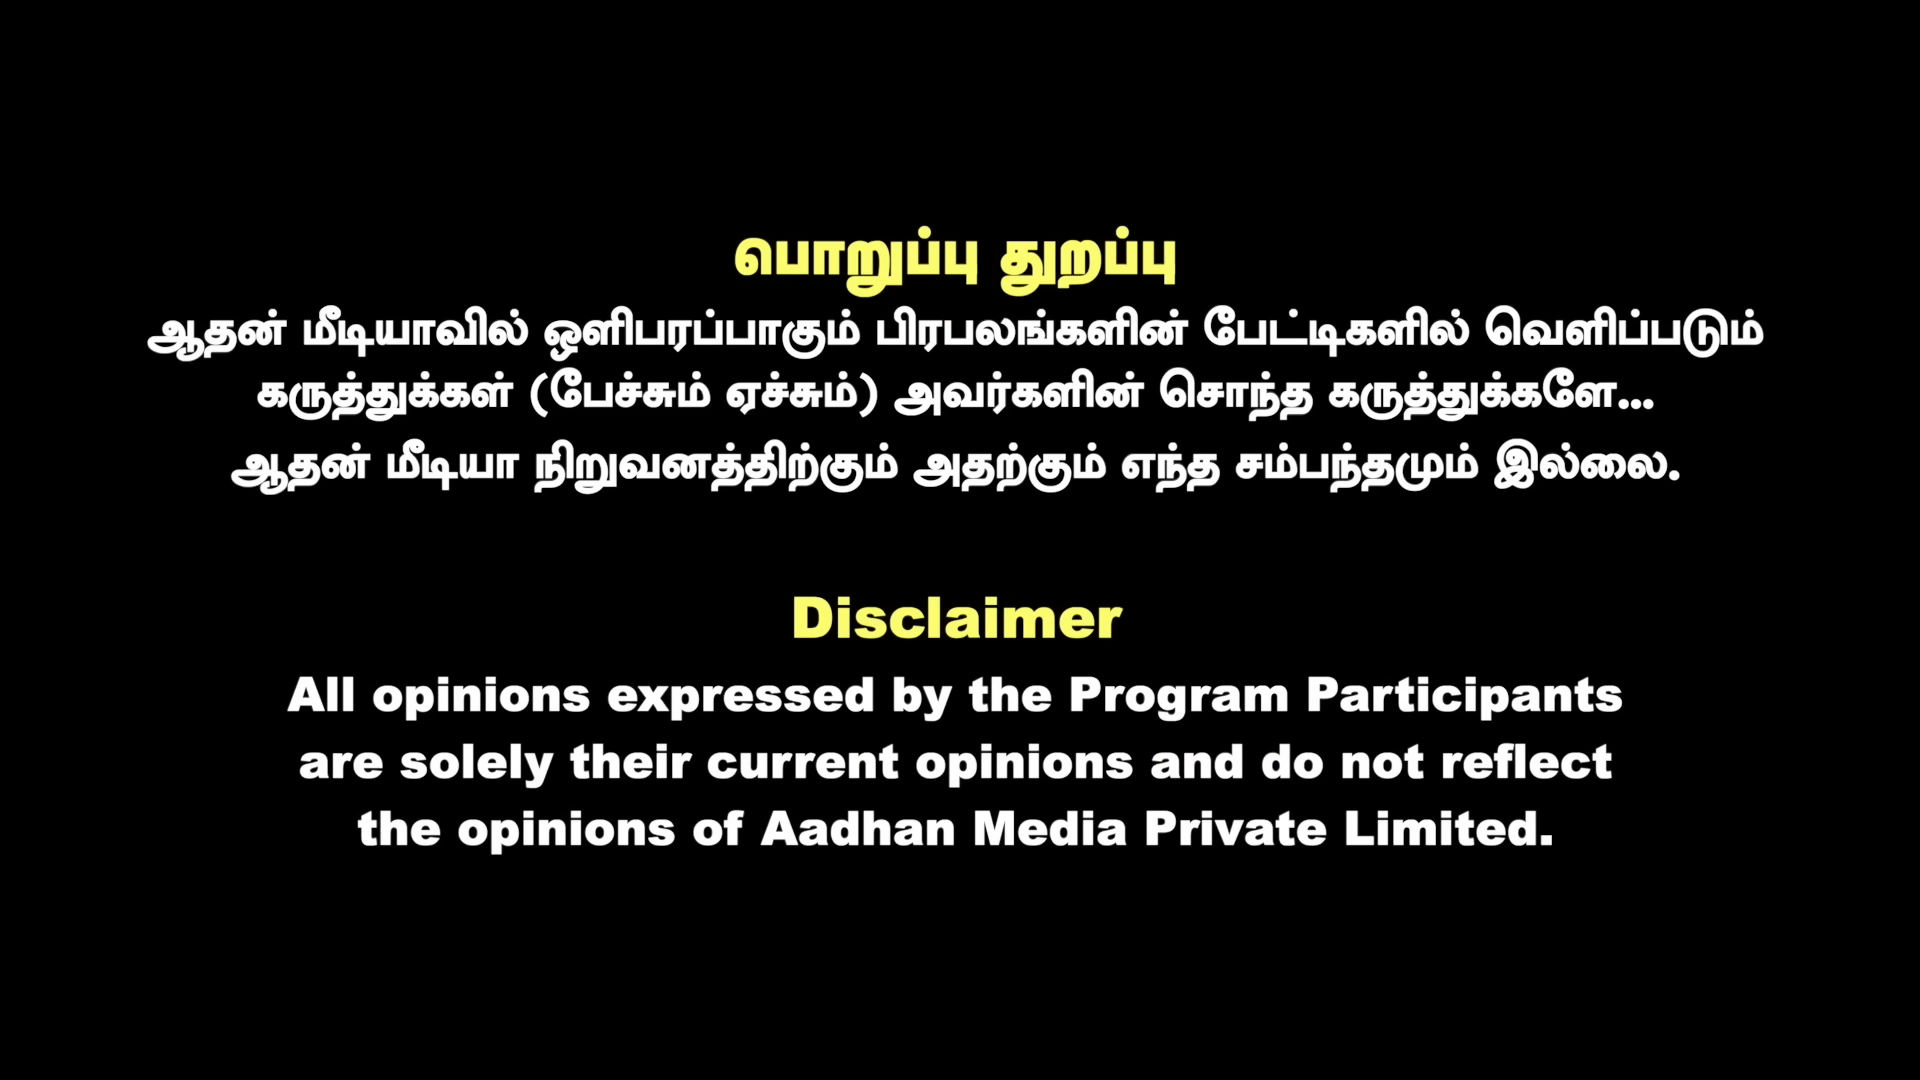 பொறுப்பு துறப்பு
ஆதன் மீடியாவில் ஒளிபரப்பாகும் பிரபலங்களின் பேட்டிகளில் வெளிப்படும்
கருத்துக்கள் (பேச்சும் ஏச்சும்) அவர்களின் சொந்த கருத்துக்களே...
ஆதன் மீடியா நிறுவனத்திற்கும் அதற்கும் எந்த சம்பந்தமும் இல்லை.
Disclaimer
All opinions expressed by the Program Participants
are solely their current opinions and do not reflect
the opinions of Aadhan Media Private Limited.